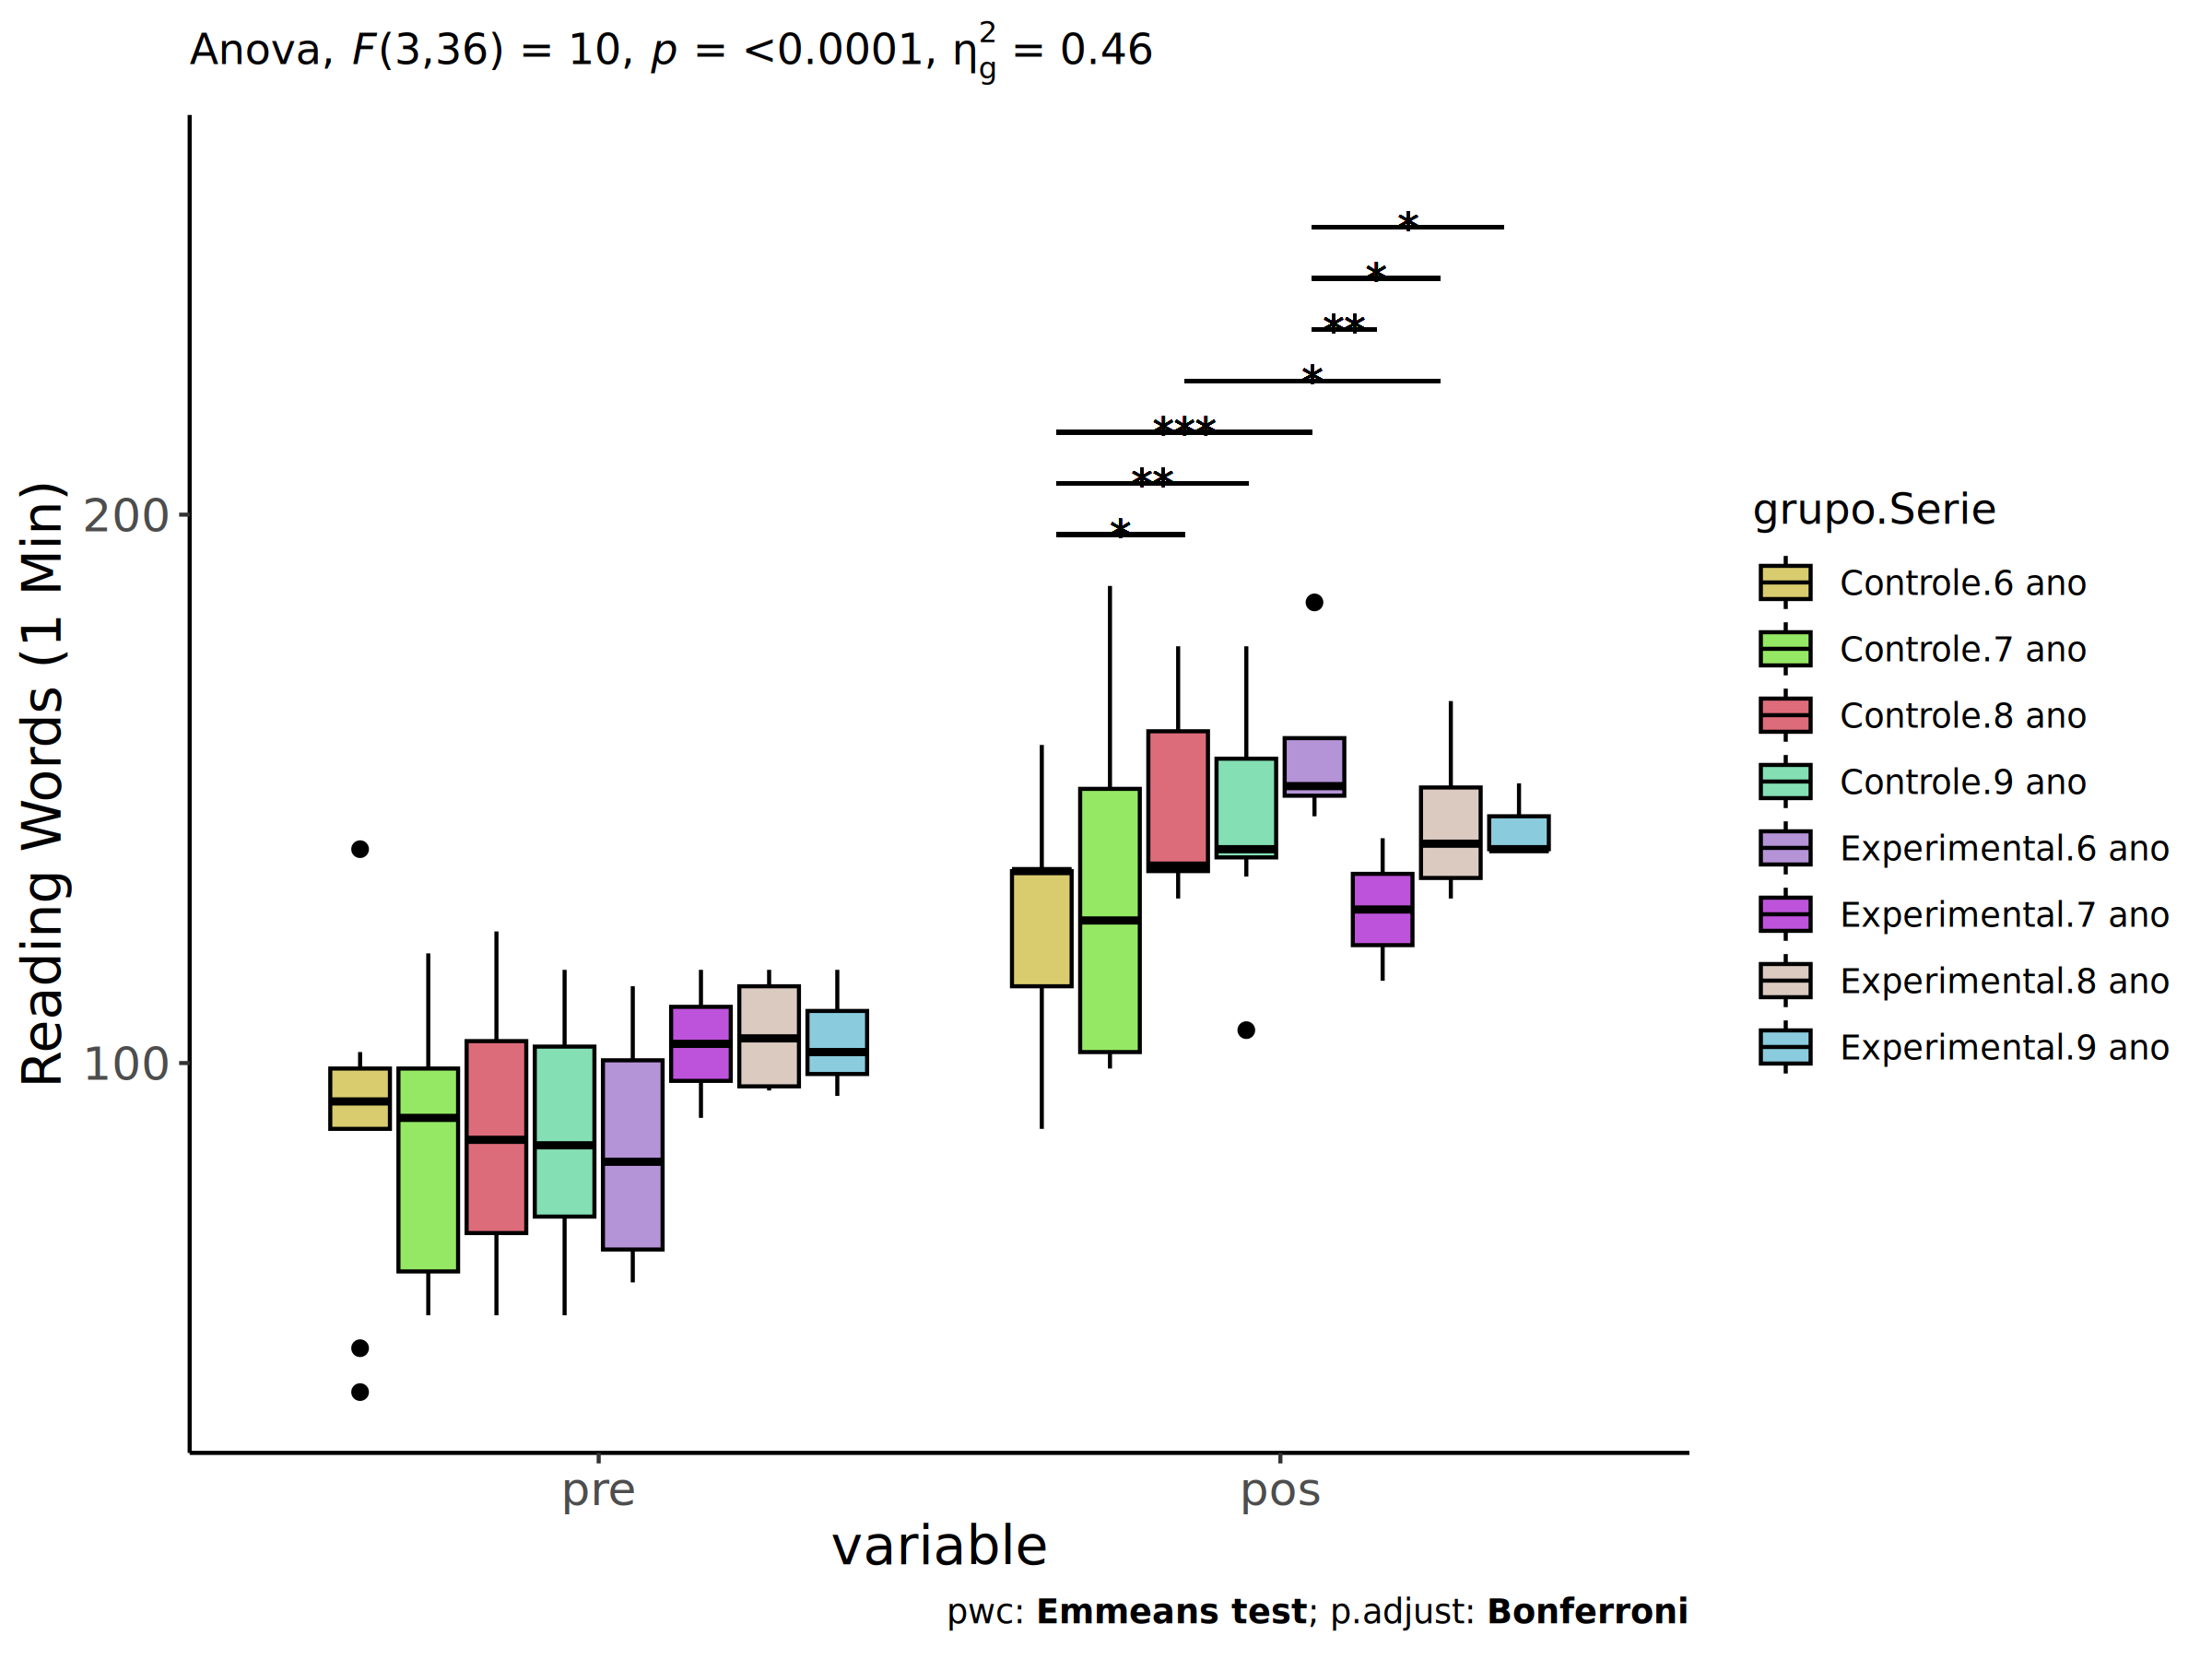 Anova, F(3,36) = 10, p = <0.0001, η²g = 0.46
*
*
**
*
***
**
*
Reading Words (1 Min)
200
100
pre
pos
variable
grupo.Serie
Controle.6 ano
Controle.7 ano
Controle.8 ano
Controle.9 ano
Experimental.6 ano
Experimental.7 ano
Experimental.8 ano
Experimental.9 ano
pwc: Emmeans test; p.adjust: Bonferroni